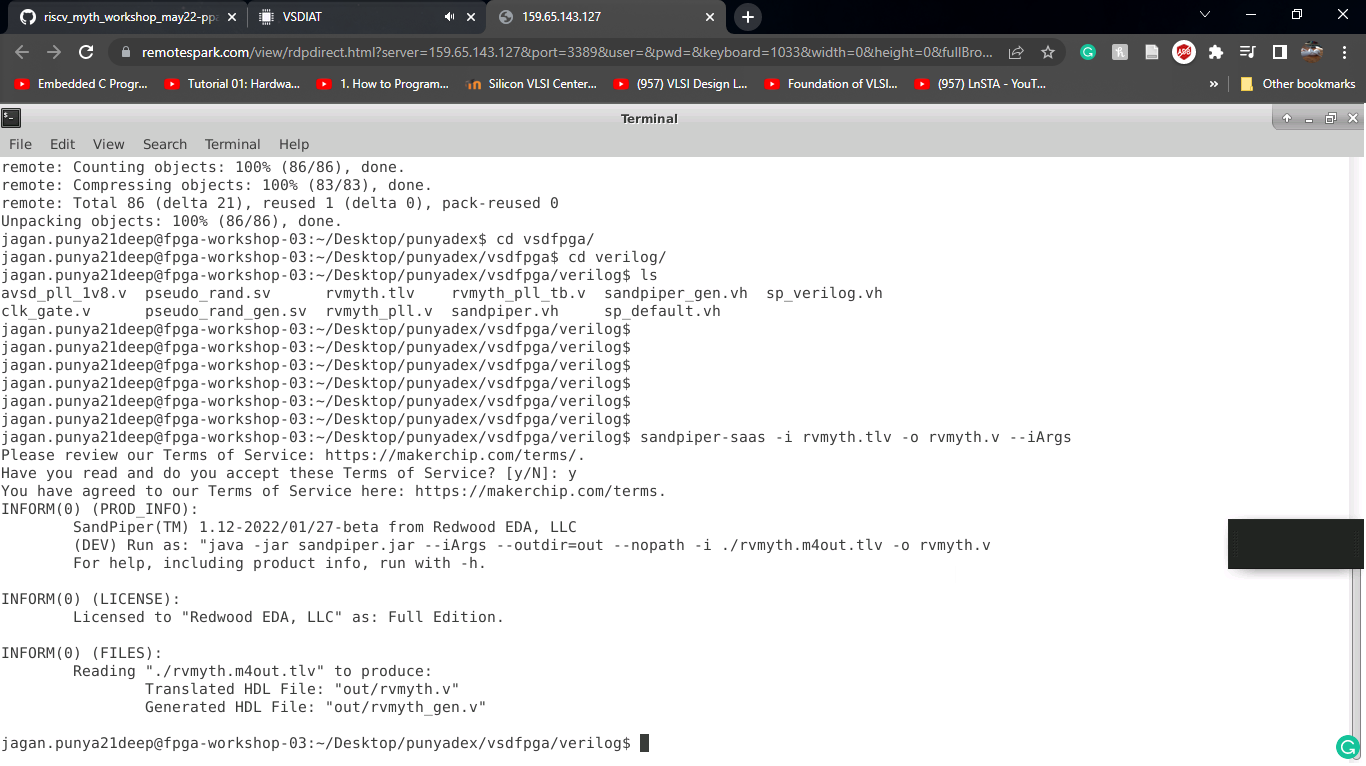 riscv_myth_workshop_may22-ppa
VSDIAT
159.65.143.127
remotespark.com/view/rdpdirect.html?server=159.65.143.127&port=3389&user=&pwd=&keyboard=1033&width=0&height=0&fullBro...
Embedded C Progr...
Tutorial 01: Hardwa...
1. How to Program...
Silicon VLSI Center...
(957) VLSI Design L...
Foundation of VLSI...
(957) LnSTA - YouT...
»
Other bookmarks
Terminal
File Edit View Search Terminal Help
remote: Counting objects: 100% (86/86), done.
remote: Compressing objects: 100% (83/83), done.
remote: Total 86 (delta 21), reused 1 (delta 0), pack-reused 0
Unpacking objects: 100% (86/86), done.
jagan.punya21deep@fpga-workshop-03:~/Desktop/punyadex$ cd vsdfpga/
jagan.punya21deep@fpga-workshop-03:~/Desktop/punyadex/vsdfpga$ cd verilog/
jagan.punya21deep@fpga-workshop-03:~/Desktop/punyadex/vsdfpga/verilog$ ls
avsd_pll_1v8.v  pseudo_rand.sv      rvmyth.tlv    rvmyth_pll_tb.v  sandpiper_gen.vh  sp_verilog.vh
clk_gate.v      pseudo_rand_gen.sv  rvmyth_pll.v  sandpiper.vh     sp_default.vh
jagan.punya21deep@fpga-workshop-03:~/Desktop/punyadex/vsdfpga/verilog$
jagan.punya21deep@fpga-workshop-03:~/Desktop/punyadex/vsdfpga/verilog$
jagan.punya21deep@fpga-workshop-03:~/Desktop/punyadex/vsdfpga/verilog$
jagan.punya21deep@fpga-workshop-03:~/Desktop/punyadex/vsdfpga/verilog$
jagan.punya21deep@fpga-workshop-03:~/Desktop/punyadex/vsdfpga/verilog$
jagan.punya21deep@fpga-workshop-03:~/Desktop/punyadex/vsdfpga/verilog$
jagan.punya21deep@fpga-workshop-03:~/Desktop/punyadex/vsdfpga/verilog$ sandpiper-saas -i rvmyth.tlv -o rvmyth.v --iArgs
Please review our Terms of Service: https://makerchip.com/terms/.
Have you read and do you accept these Terms of Service? [y/N]: y
You have agreed to our Terms of Service here: https://makerchip.com/terms.
INFORM(0) (PROD_INFO):
SandPiper(TM) 1.12-2022/01/27-beta from Redwood EDA, LLC
(DEV) Run as: "java -jar sandpiper.jar --iArgs --outdir=out --nopath -i ./rvmyth.m4out.tlv -o rvmyth.v
For help, including product info, run with -h.
INFORM(0) (LICENSE):
Licensed to "Redwood EDA, LLC" as: Full Edition.
INFORM(0) (FILES):
Reading "./rvmyth.m4out.tlv" to produce:
Translated HDL File: "out/rvmyth.v"
Generated HDL File: "out/rvmyth_gen.v"
jagan.punya21deep@fpga-workshop-03:~/Desktop/punyadex/vsdfpga/verilog$